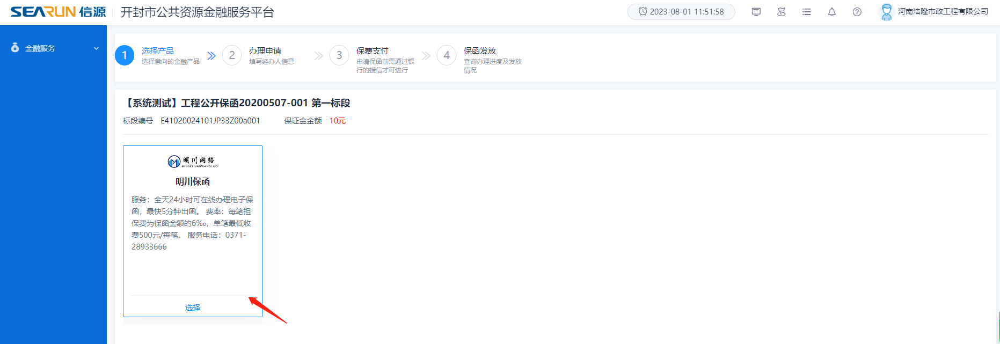 SEARUN 信源 开封市公共资源金融服务平台 2023-08-01 11:51:58 河南浩隆市政工程有限公司
金融服务
1 选择产品
选择意向的金融产品
2 办理申请
填写经办人信息
3 保费支付
申请保函前需通过银
行的授信才可进行
4 保函发放
查询办理进度及发放
情况
【系统测试】工程公开保函20200507-001 第一标段
标段编号 E41020024101JP33Z00a001 保证金金额 10元
明川网络
MINGCHUANWANGLUO
明川保函
服务：全天24小时可在线办理电子保
函，最快5分钟出函。 费率：每笔担
保费为保函金额的6‰，单笔最低收
费500元/每笔。 服务电话：0371-
28933666
选择